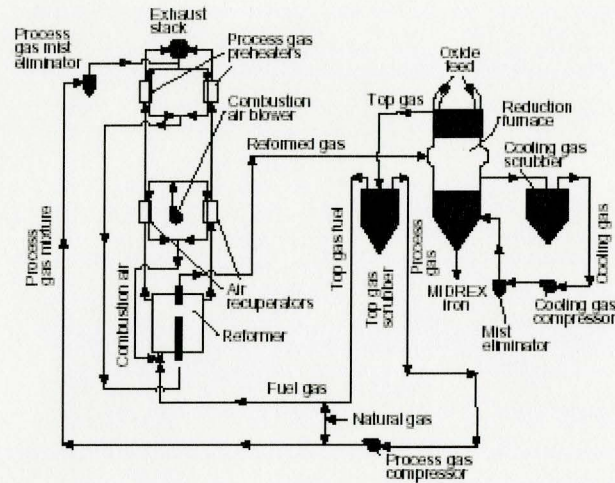 Exhaust
stack
Process
gas mist
eliminator
Process gas
preheaters
Combustion
air blower
Reformed gas
Top gas
Oxide
feed
Reduction
furnace
Cooling gas
scrubber
Process
gas mixture
Combustion air
Air
recuperators
Reformer
Top gas fuel
Top gas
scrubber
Process
gas
MIDREX
iron
Mist
eliminator
Cooling gas
Cooling gas
compressor
Fuel gas
Natural gas
Process gas
compressor